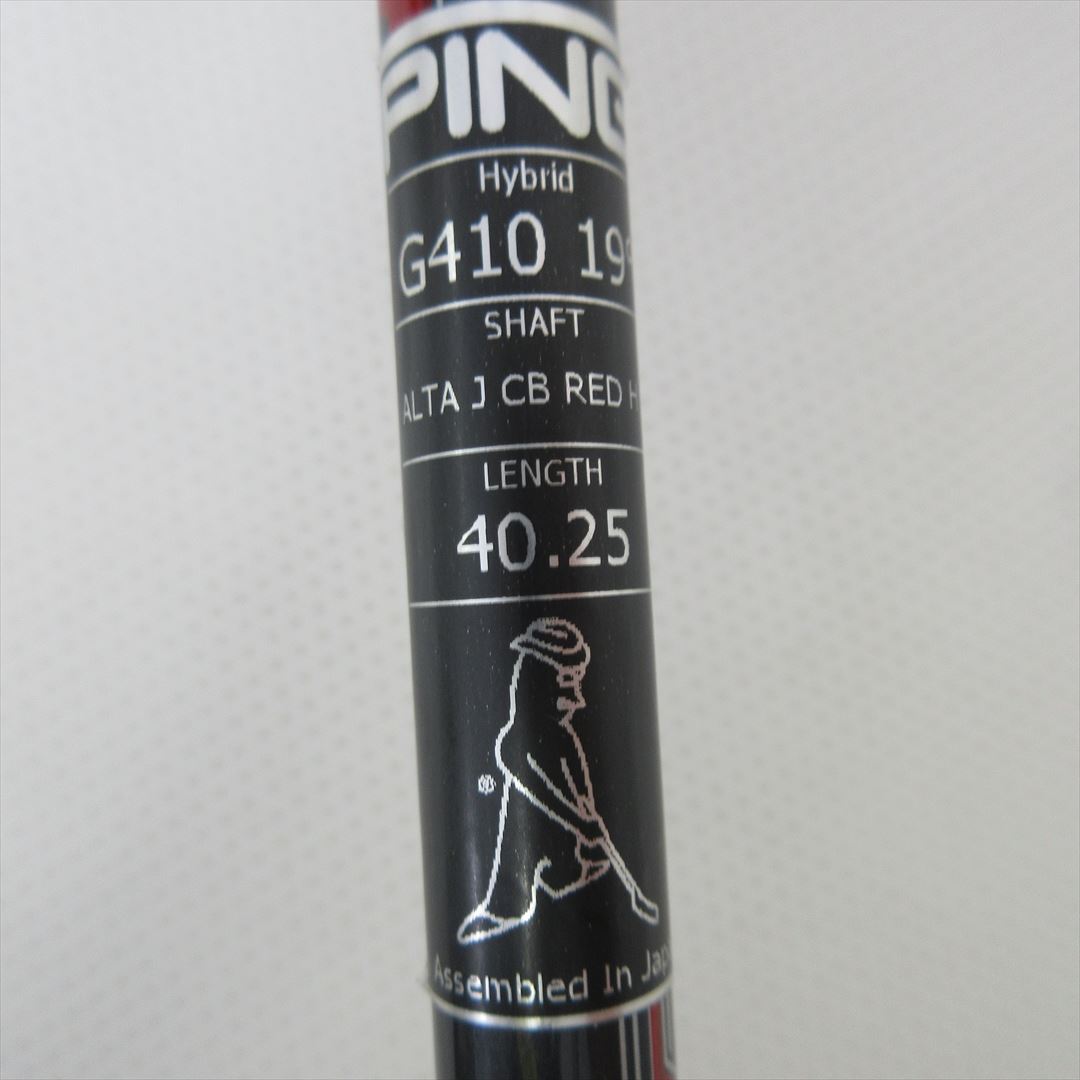 PING
Hybrid
G410 19°
SHAFT
ALTA J CB RED H
LENGTH
40.25
®
Assembled In Jap